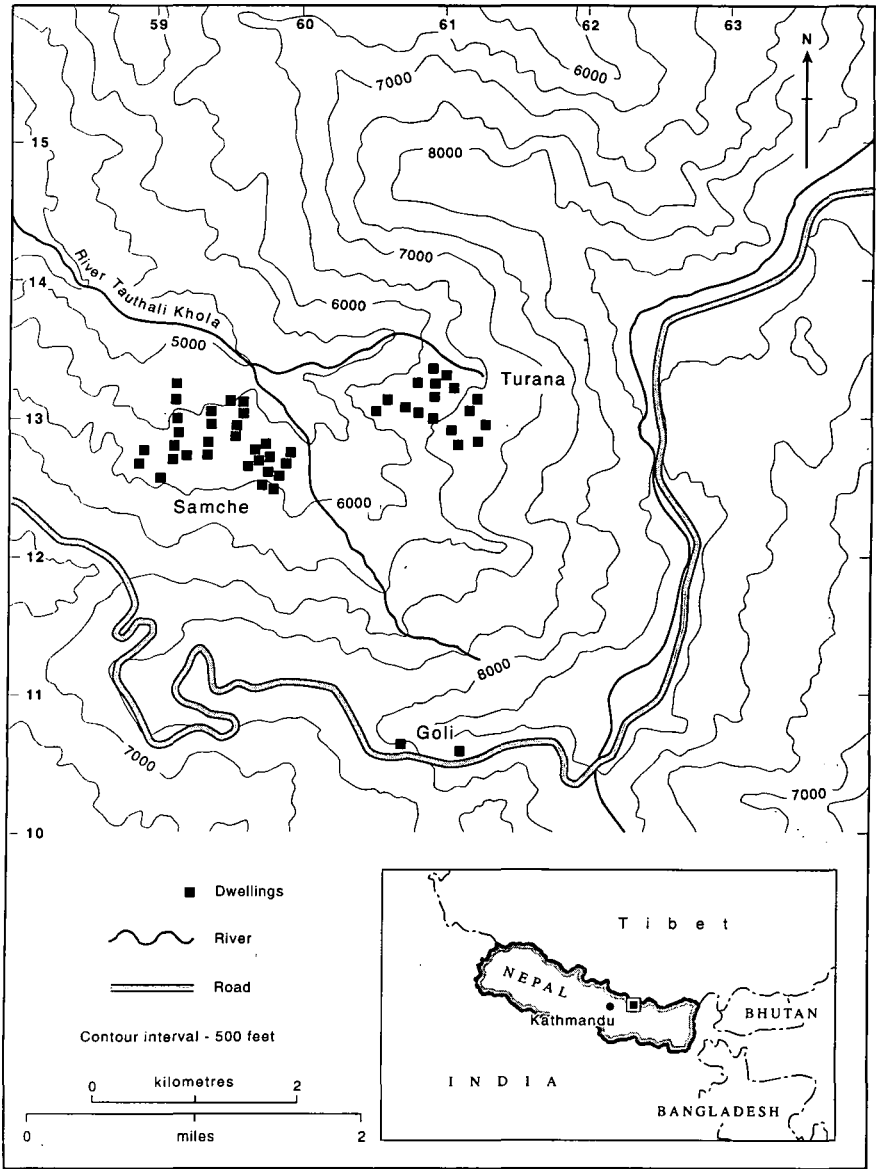 59 60 61 62 63
N
6000
7000
15
8000
7000
14
River Tauthali Khola
6000
5000
Turana
13
6000
Samche
12
8000
11
Goli
7000
7000
10
Dwellings
River
Road
Contour interval - 500 feet
kilometres
0 2
0 miles 2
Tibet
NEPAL
Kathmandu
BHUTAN
INDIA
BANGLADESH